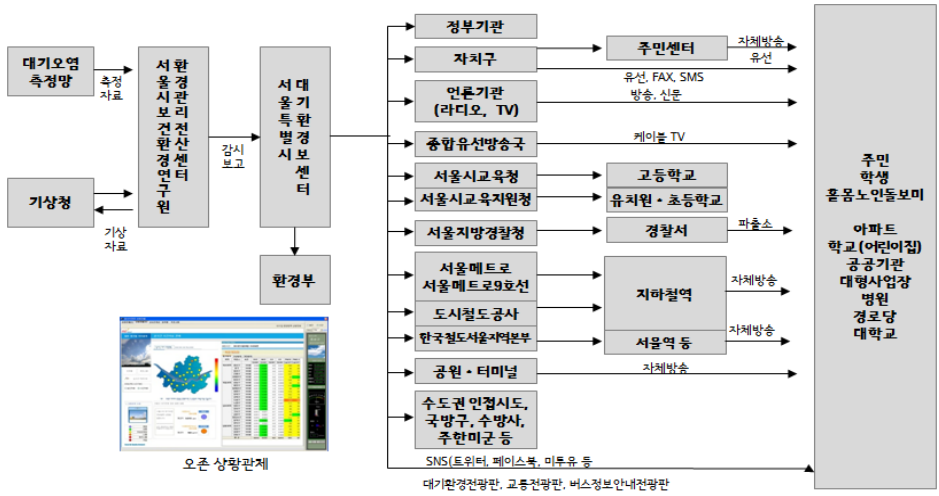 대기오염
측정망
측정
자료
기상청
기상
자료
서울시보건환경연구원
환경관리전산센터
감시
보고
서울특별시
대기환경보센터
환경부
오존 상황관제
정부기관
자치구
주민센터
자체방송
유선
유선, FAX, SMS
언론기관
(라디오, TV)
방송, 신문
종합유선방송국
케이블 TV
서울시교육청
고등학교
서울시교육지원청
유치원・초등학교
서울지방경찰청
경찰서
파출소
서울메트로
서울메트로9호선
도시철도공사
지하철역
자체방송
한국철도서울지역본부
서울역 등
자체방송
공원・터미널
자체방송
수도권 인접시도,
국방구, 수방사,
주한미군 등
SNS(트위터, 페이스북, 미투유 등
대기환경전광판, 교통전광판, 버스정보안내전광판
주민
학생
홀몸노인돌보미
아파트
학교(어린이집)
공공기관
대형사업장
병원
경로당
대학교